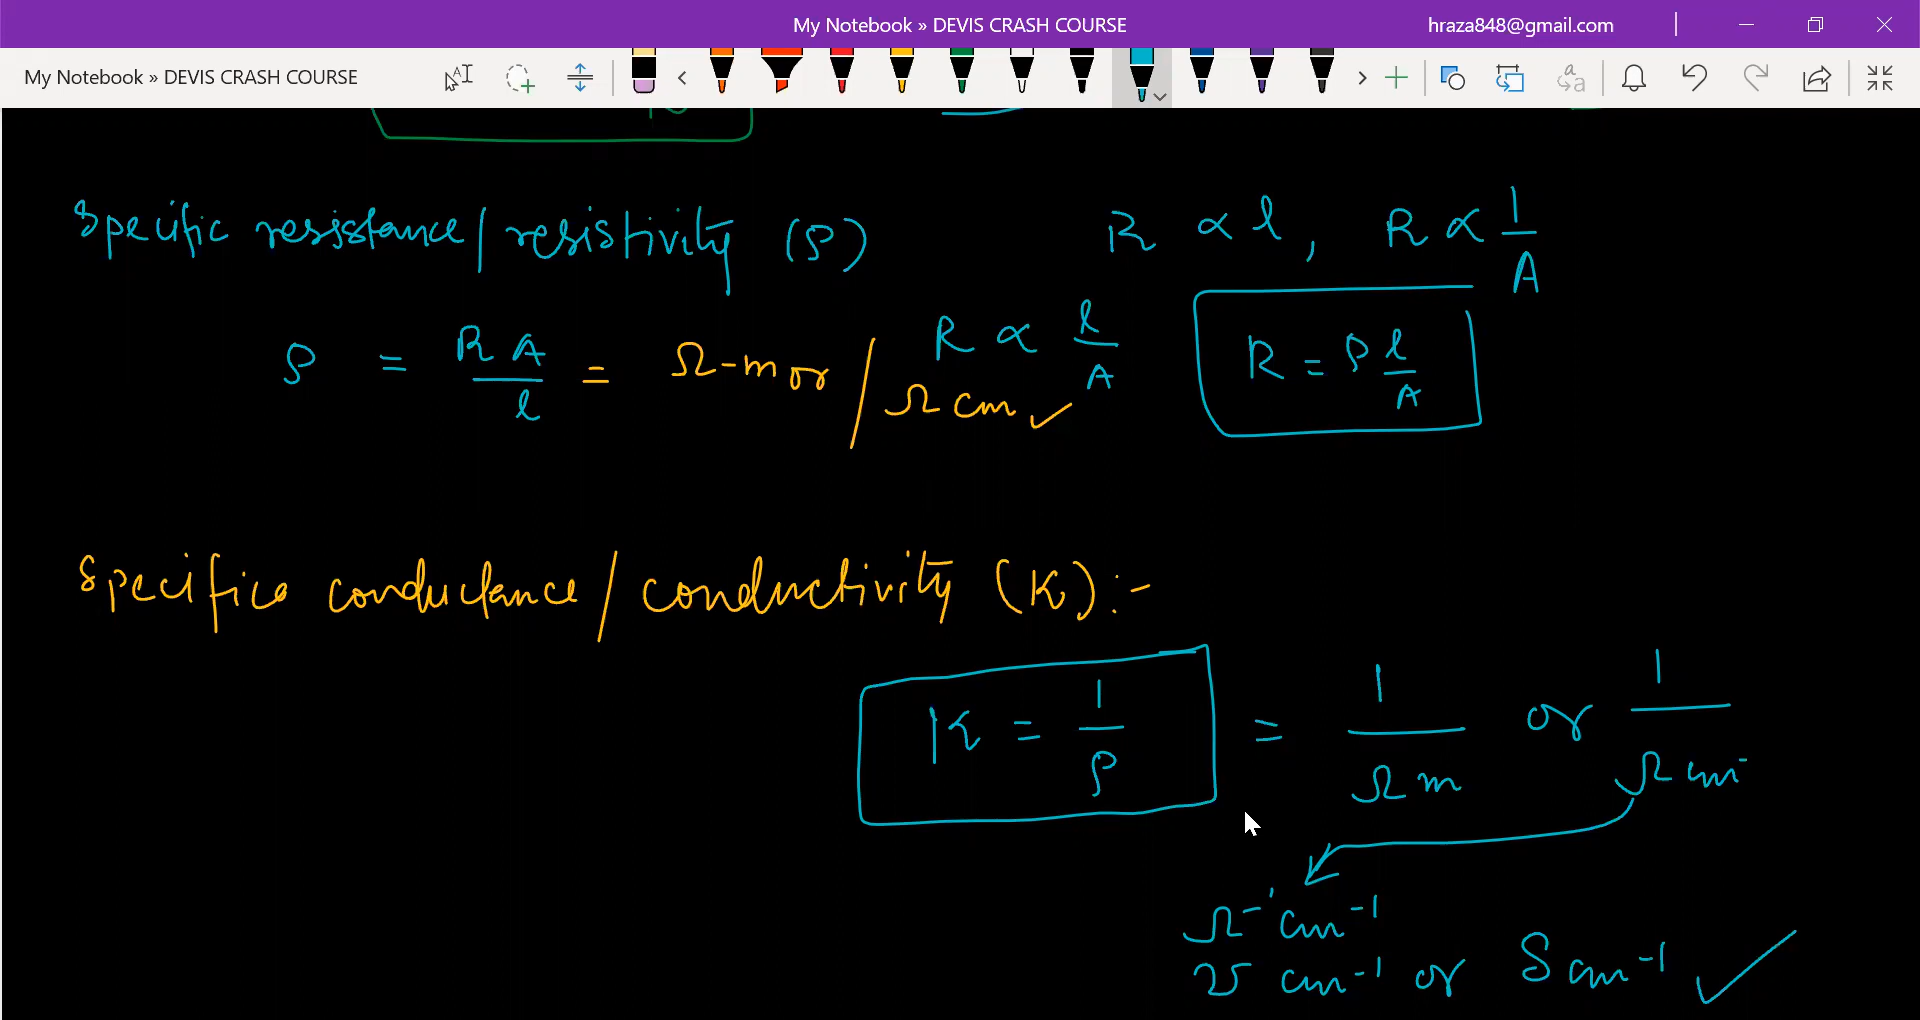 My Notebook » DEVIS CRASH COURSE
hraza848@gmail.com
My Notebook » DEVIS CRASH COURSE
Specific resistance / resistivity (ρ)
R ∝ l , R ∝ 1/A
ρ = RA/l = Ω-m or / Ω cm ✓
R ∝ l/A
R = ρ l/A
Specifice conductance / conductivity (K) :-
K = 1/ρ = 1/Ω m or 1/Ω cm
Ω⁻¹ cm⁻¹
℧ cm⁻¹ or S cm⁻¹ ✓